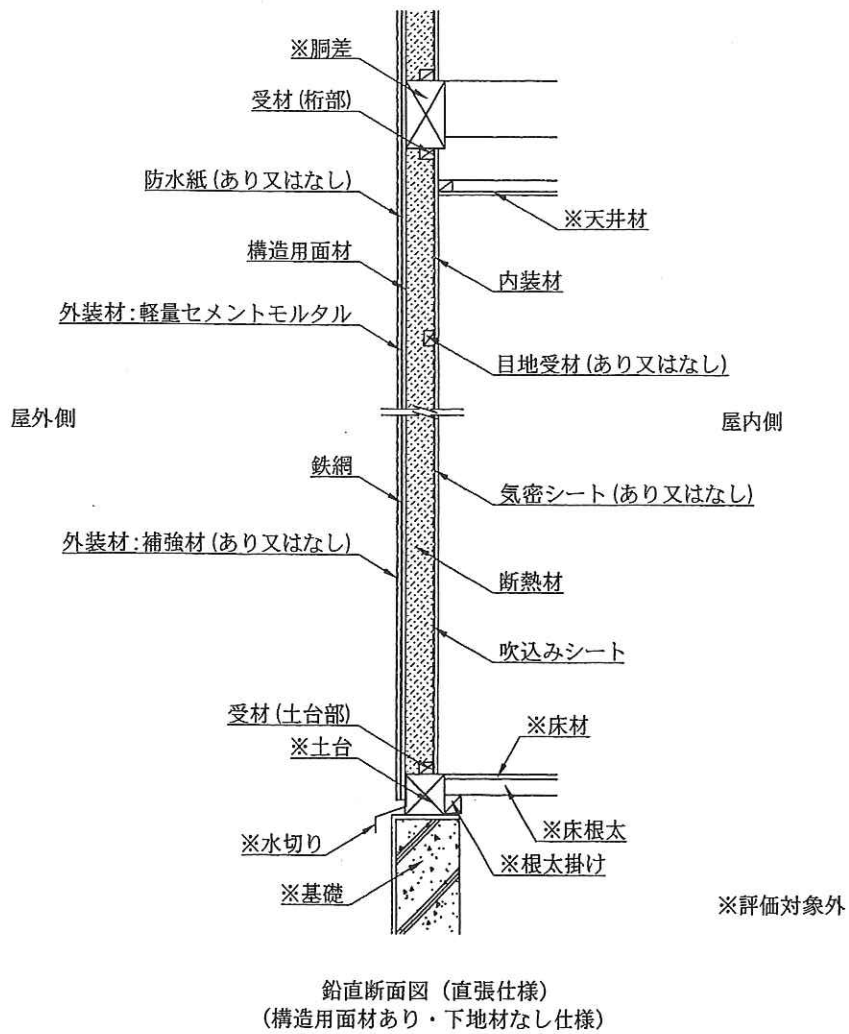 ※胴差
受材(桁部)
防水紙(あり又はなし)
※天井材
構造用面材
内装材
外装材:軽量セメントモルタル
目地受材(あり又はなし)
屋外側
屋内側
鉄網
気密シート(あり又はなし)
外装材:補強材(あり又はなし)
断熱材
吹込みシート
受材(土台部)
※床材
※土台
※床根太
※水切り
※根太掛け
※基礎
※評価対象外
鉛直断面図(直張仕様)
(構造用面材あり・下地材なし仕様)